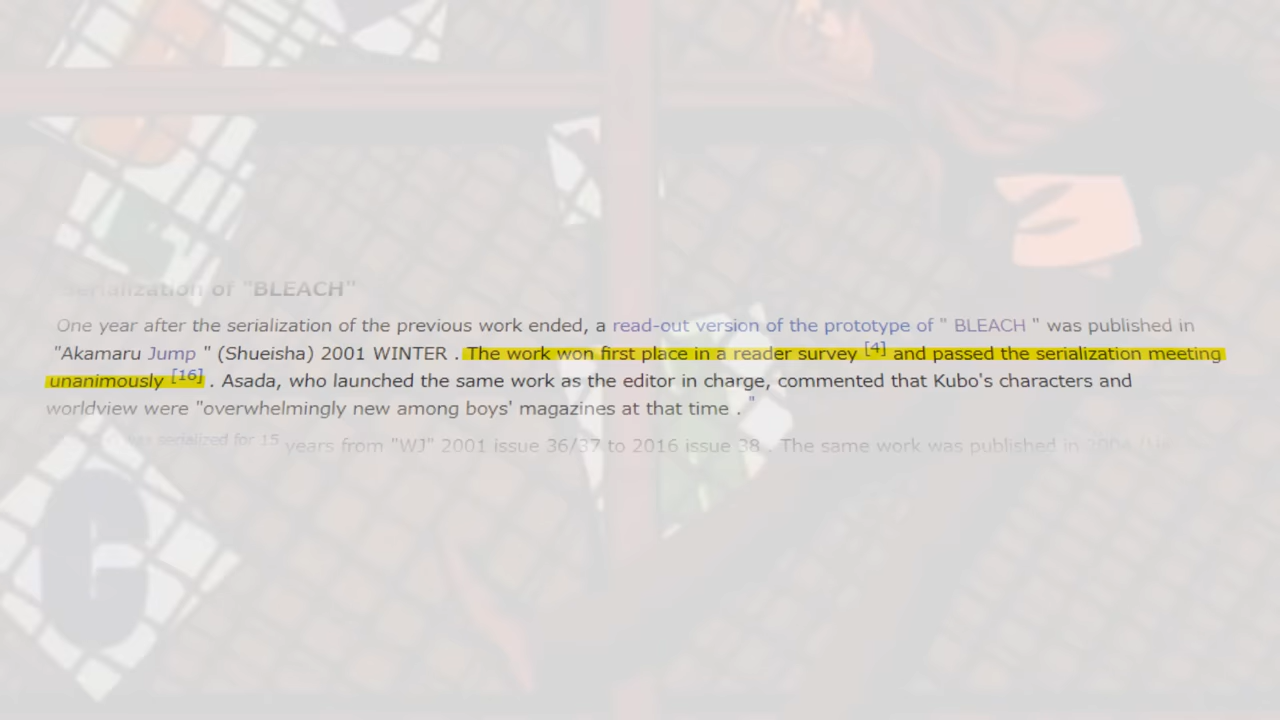 Serialization of "BLEACH"
One year after the serialization of the previous work ended, a read-out version of the prototype of " BLEACH " was published in
"Akamaru Jump " (Shueisha) 2001 WINTER . The work won first place in a reader survey [4] and passed the serialization meeting
unanimously [16] . Asada, who launched the same work as the editor in charge, commented that Kubo's characters and
worldview were "overwhelmingly new among boys' magazines at that time . "
was serialized for 15 years from "WJ" 2001 issue 36/37 to 2016 issue 38 . The same work was published in